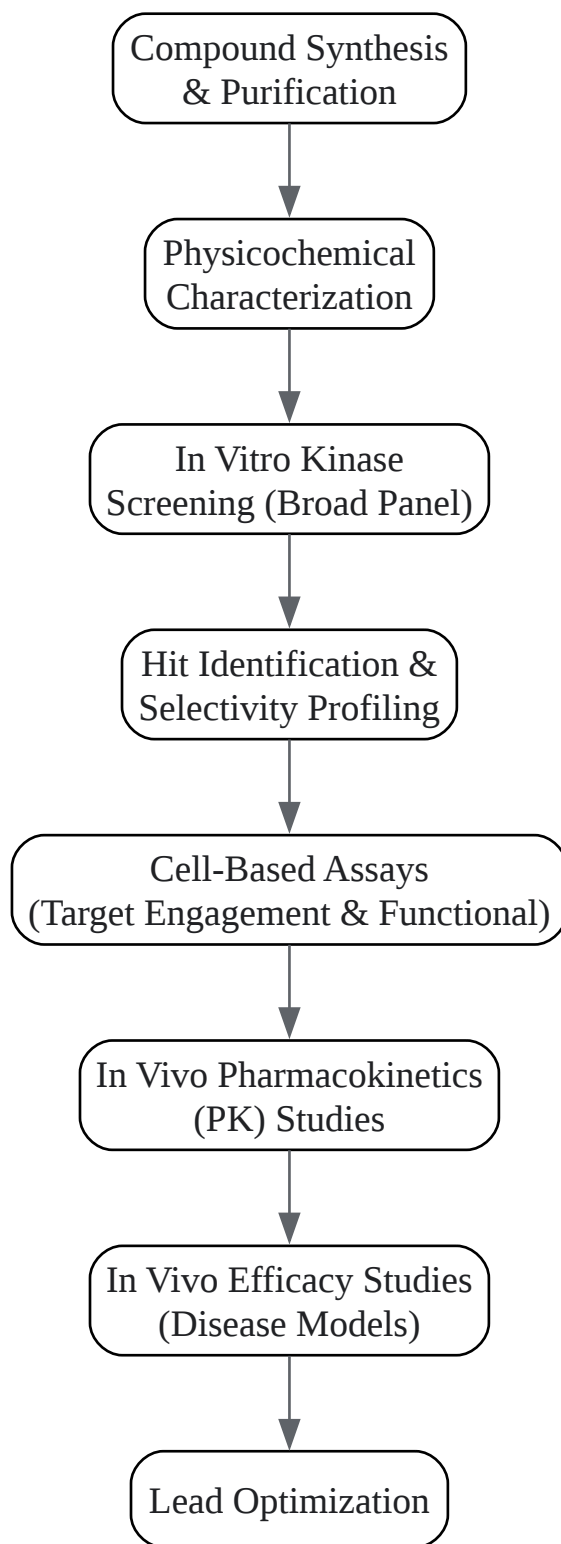 Compound Synthesis
& Purification
Physicochemical
Characterization
In Vitro Kinase
Screening (Broad Panel)
Hit Identification &
Selectivity Profiling
Cell-Based Assays
(Target Engagement & Functional)
In Vivo Pharmacokinetics
(PK) Studies
In Vivo Efficacy Studies
(Disease Models)
Lead Optimization